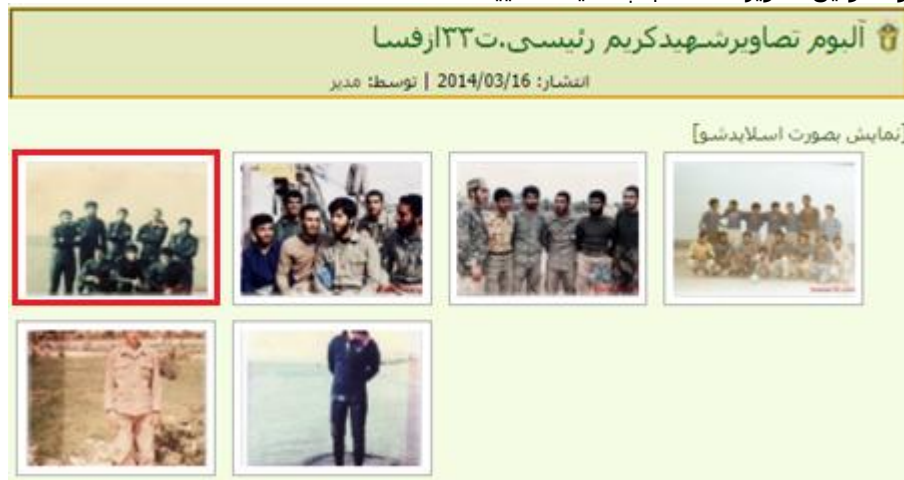 آلبوم تصاویرشهیدکریم رئیسی.ت۳۳ازفسا
انتشار: 2014/03/16 | توسط: مدیر
[نمایش بصورت اسلایدشو]